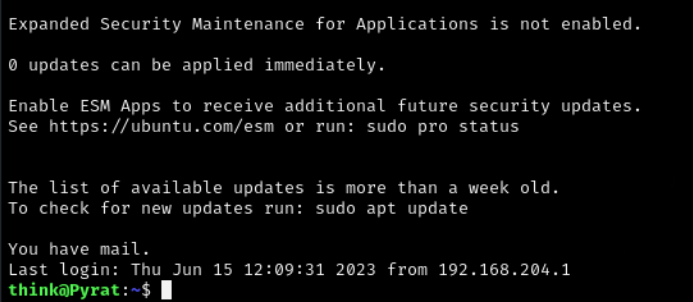 Expanded Security Maintenance for Applications is not enabled.
0 updates can be applied immediately.
Enable ESM Apps to receive additional future security updates.
See https://ubuntu.com/esm or run: sudo pro status
The list of available updates is more than a week old.
To check for new updates run: sudo apt update
You have mail.
Last login: Thu Jun 15 12:09:31 2023 from 192.168.204.1
think@Pyrat:~$